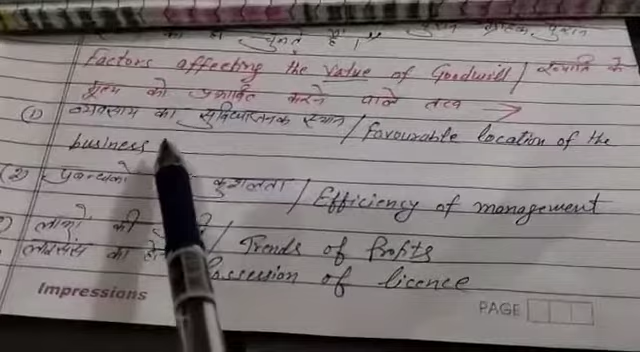 चुनते हैं।"
Factors affecting the value of Goodwill / ख्याति के
मूल्य को प्रभावित करने वाले तत्व →
(1) व्यवसाय का सुविधाजनक स्थान / Favourable location of the
business
(2) प्रबन्धको कुशलता / Efficiency of management
लाभों की / Trends of Profits
लाइसेंस का Possession of licence
Impressions
PAGE